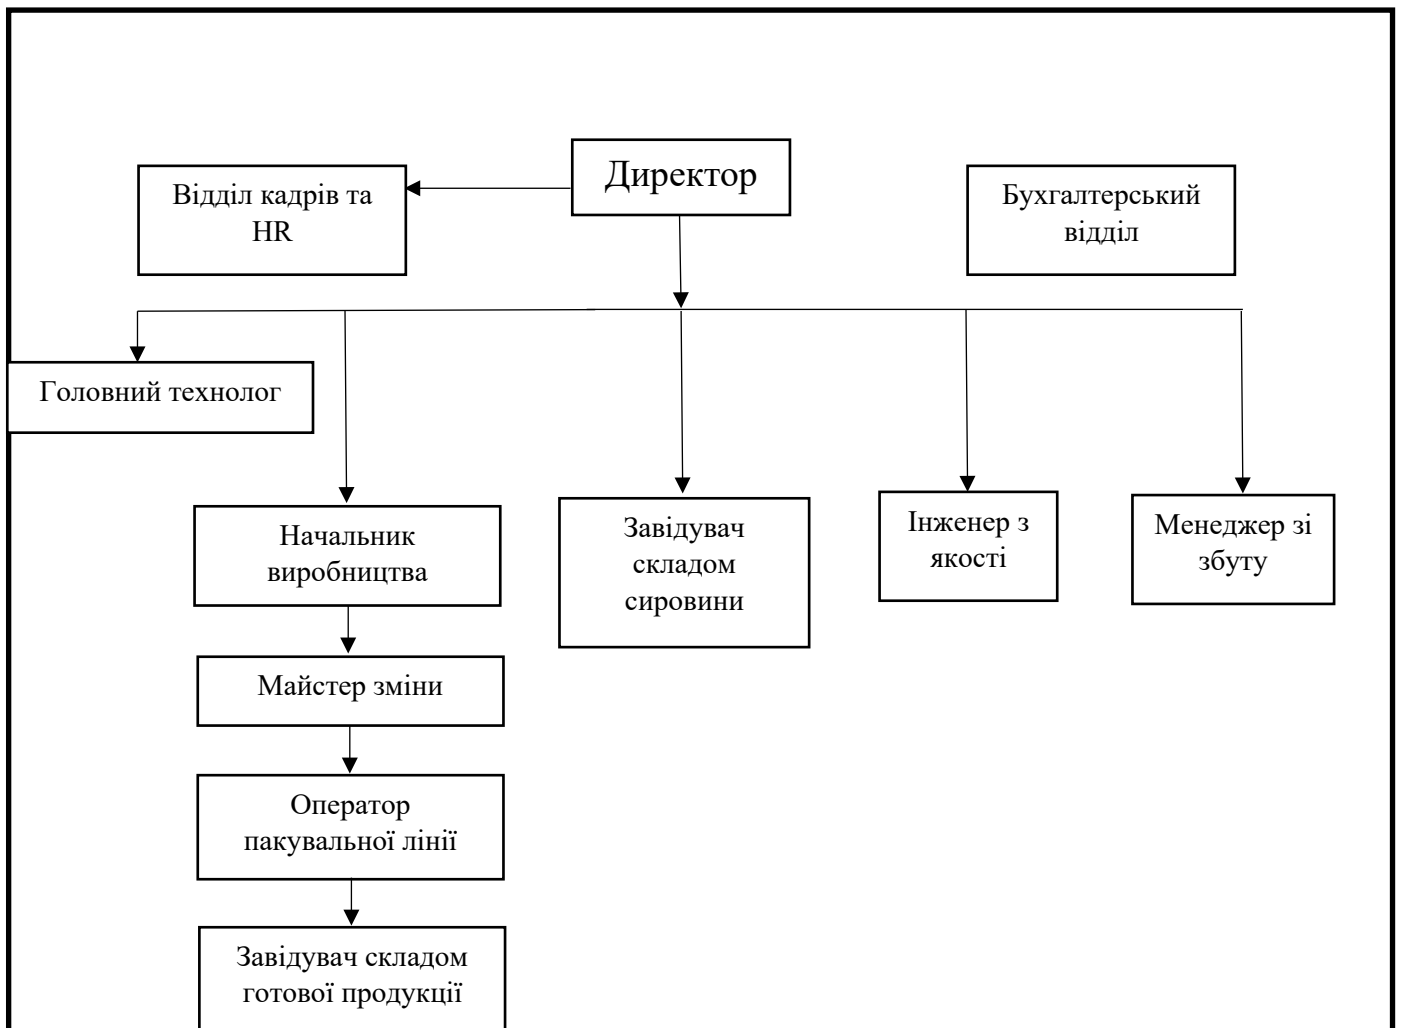 Директор
Відділ кадрів та
HR
Бухгалтерський
відділ
Головний технолог
Начальник
виробництва
Завідувач
складом
сировини
Інженер з
якості
Менеджер зі
збуту
Майстер зміни
Оператор
пакувальної лінії
Завідувач складом
готової продукції